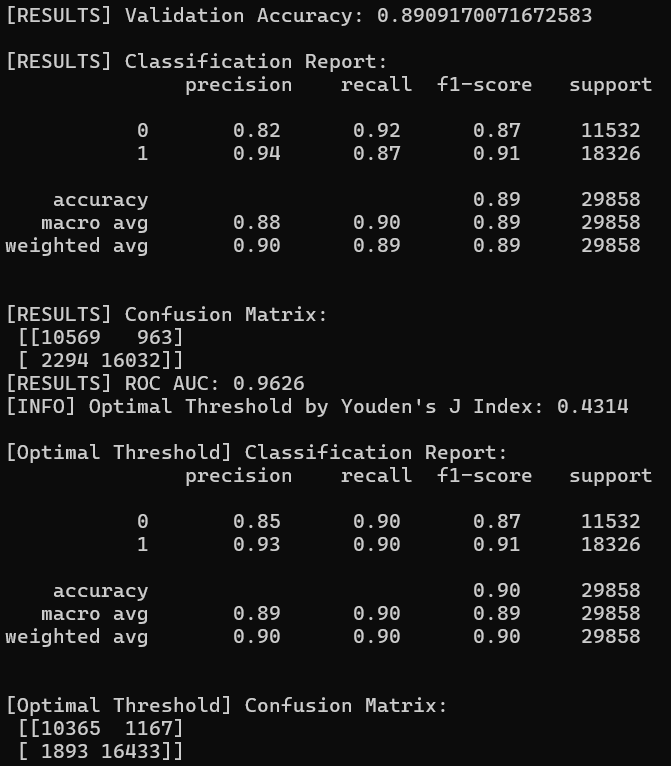 [RESULTS] Validation Accuracy: 0.8909170071672583
[RESULTS] Classification Report:
precision recall f1-score support
0 0.82 0.92 0.87 11532
1 0.94 0.87 0.91 18326
accuracy 0.89 29858
macro avg 0.88 0.90 0.89 29858
weighted avg 0.90 0.89 0.89 29858
[RESULTS] Confusion Matrix:
[[10569 963]
[ 2294 16032]]
[RESULTS] ROC AUC: 0.9626
[INFO] Optimal Threshold by Youden's J Index: 0.4314
[Optimal Threshold] Classification Report:
precision recall f1-score support
0 0.85 0.90 0.87 11532
1 0.93 0.90 0.91 18326
accuracy 0.90 29858
macro avg 0.89 0.90 0.89 29858
weighted avg 0.90 0.90 0.90 29858
[Optimal Threshold] Confusion Matrix:
[[10365 1167]
[ 1893 16433]]